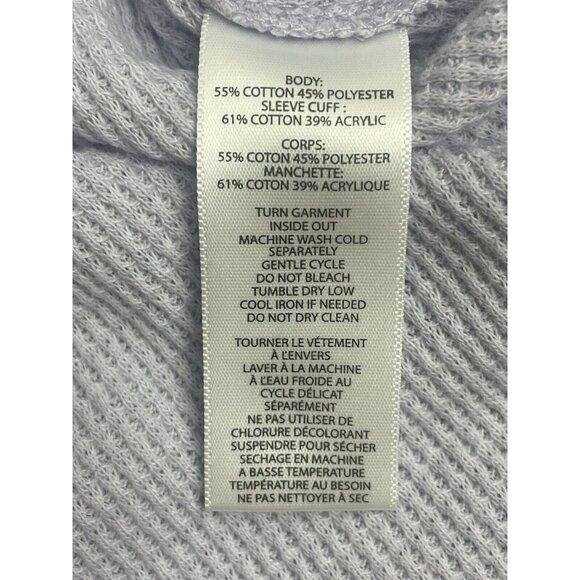 BODY:
55% COTTON 45% POLYESTER
SLEEVE CUFF :
61% COTTON 39% ACRYLIC
CORPS:
55% COTON 45% POLYESTER
MANCHETTE:
61% COTON 39% ACRYLIQUE
TURN GARMENT
INSIDE OUT
MACHINE WASH COLD
SEPARATELY
GENTLE CYCLE
DO NOT BLEACH
TUMBLE DRY LOW
COOL IRON IF NEEDED
DO NOT DRY CLEAN
TOURNER LE VÊTEMENT
À L'ENVERS
LAVER À LA MACHINE
À L'EAU FROIDE AU
CYCLE DÉLICAT
SÉPARÉMENT
NE PAS UTILISER DE
CHLORURE DÉCOLORANT
SUSPENDRE POUR SÉCHER
SECHAGE EN MACHINE
A BASSE TEMPERATURE
TEMPÉRATURE AU BESOIN
NE PAS NETTOYER À SEC